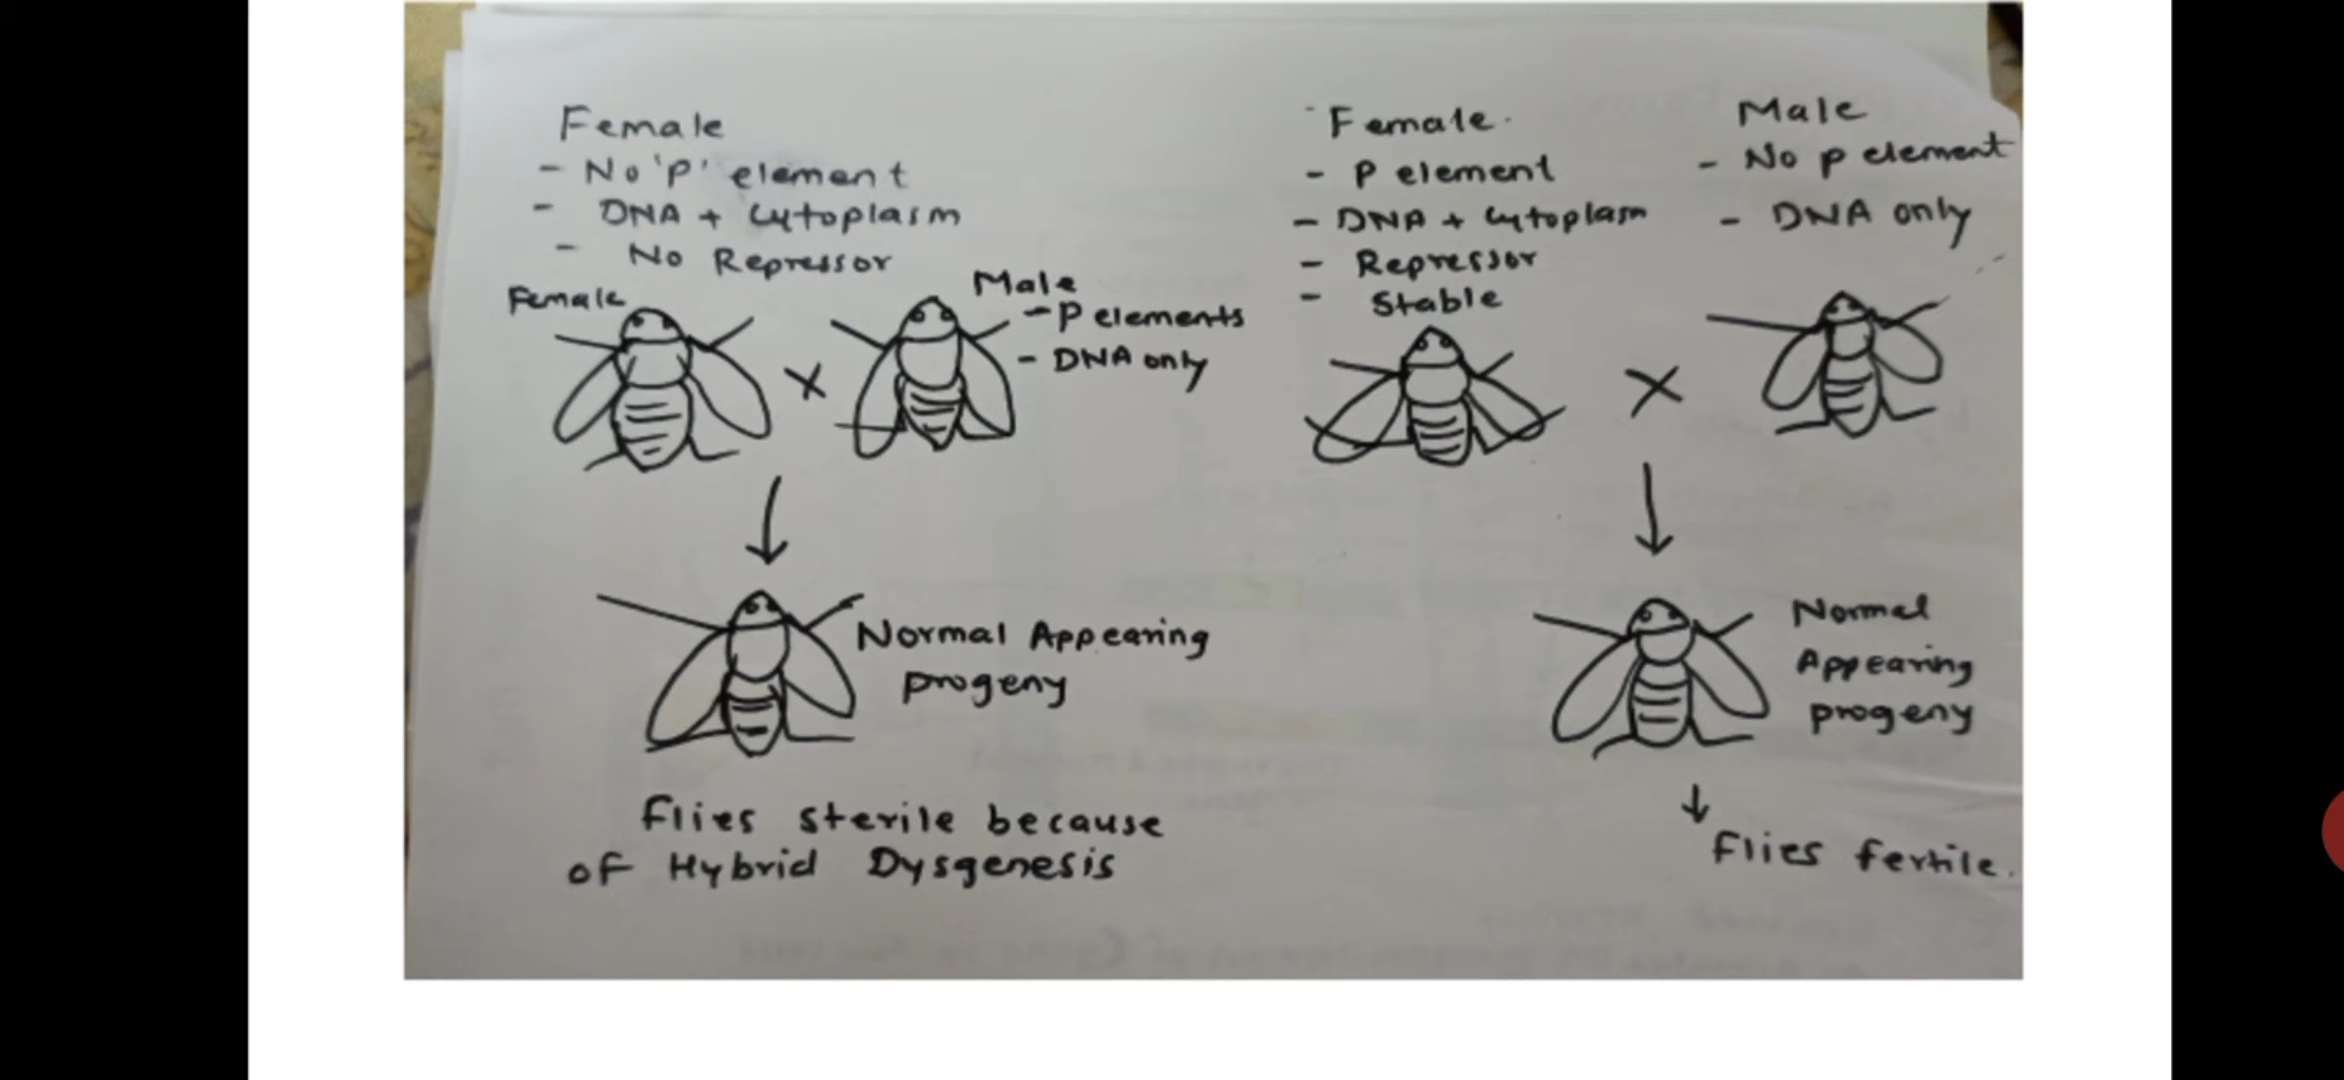 Female
- No 'P' element
- DNA + Cytoplasm
- No Repressor
Female
Male
- P elements
- DNA only
Normal Appearing
progeny
Flies sterile because
of Hybrid Dysgenesis
Female.
- P element
- DNA + Cytoplasm
- Repressor
- Stable
Male
- No p element
- DNA only
Normal
Appearing
progeny
Flies fertile.